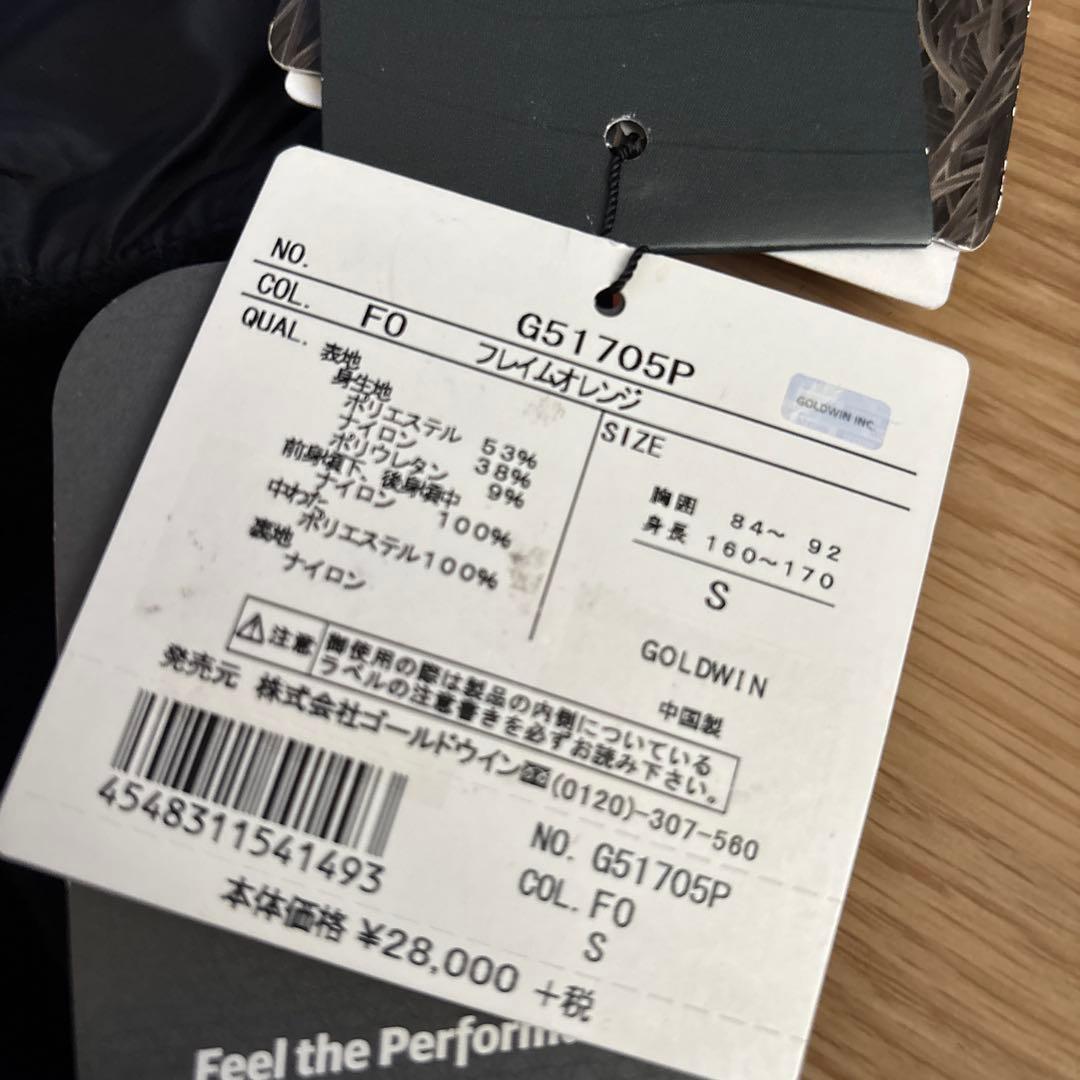 NO. G51705P
COL. FO フレイムオレンジ
GOLDWIN INC.
QUAL.
表地
身生地
ポリエステル 53%
ナイロン 38%
ポリウレタン 9%
前身頃下、後身頃中
ナイロン 100%
中わた
ポリエステル100%
裏地
ナイロン
SIZE
胸囲 84～ 92
身長 160～170
S
GOLDWIN
中国製
注意 御使用の際は製品の内側についている
ラベルの注意書きを必ずお読み下さい。
発売元 株式会社ゴールドウイン(0120)-307-560
4548311541493
NO. G51705P
COL. FO
S
本体価格 ¥28,000 +税
Feel the